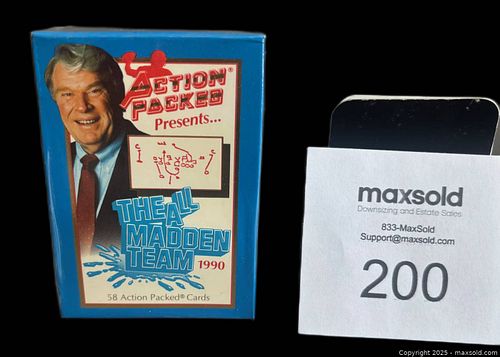 ACTION
PACKED®
Presents...
THE ALL
MADDEN
TEAM
1990
58 Action Packed® Cards
maxsold
Downsizing and Estate Sales
833-MaxSold
Support@maxsold.com
200
Copyright 2025 - maxsold.com